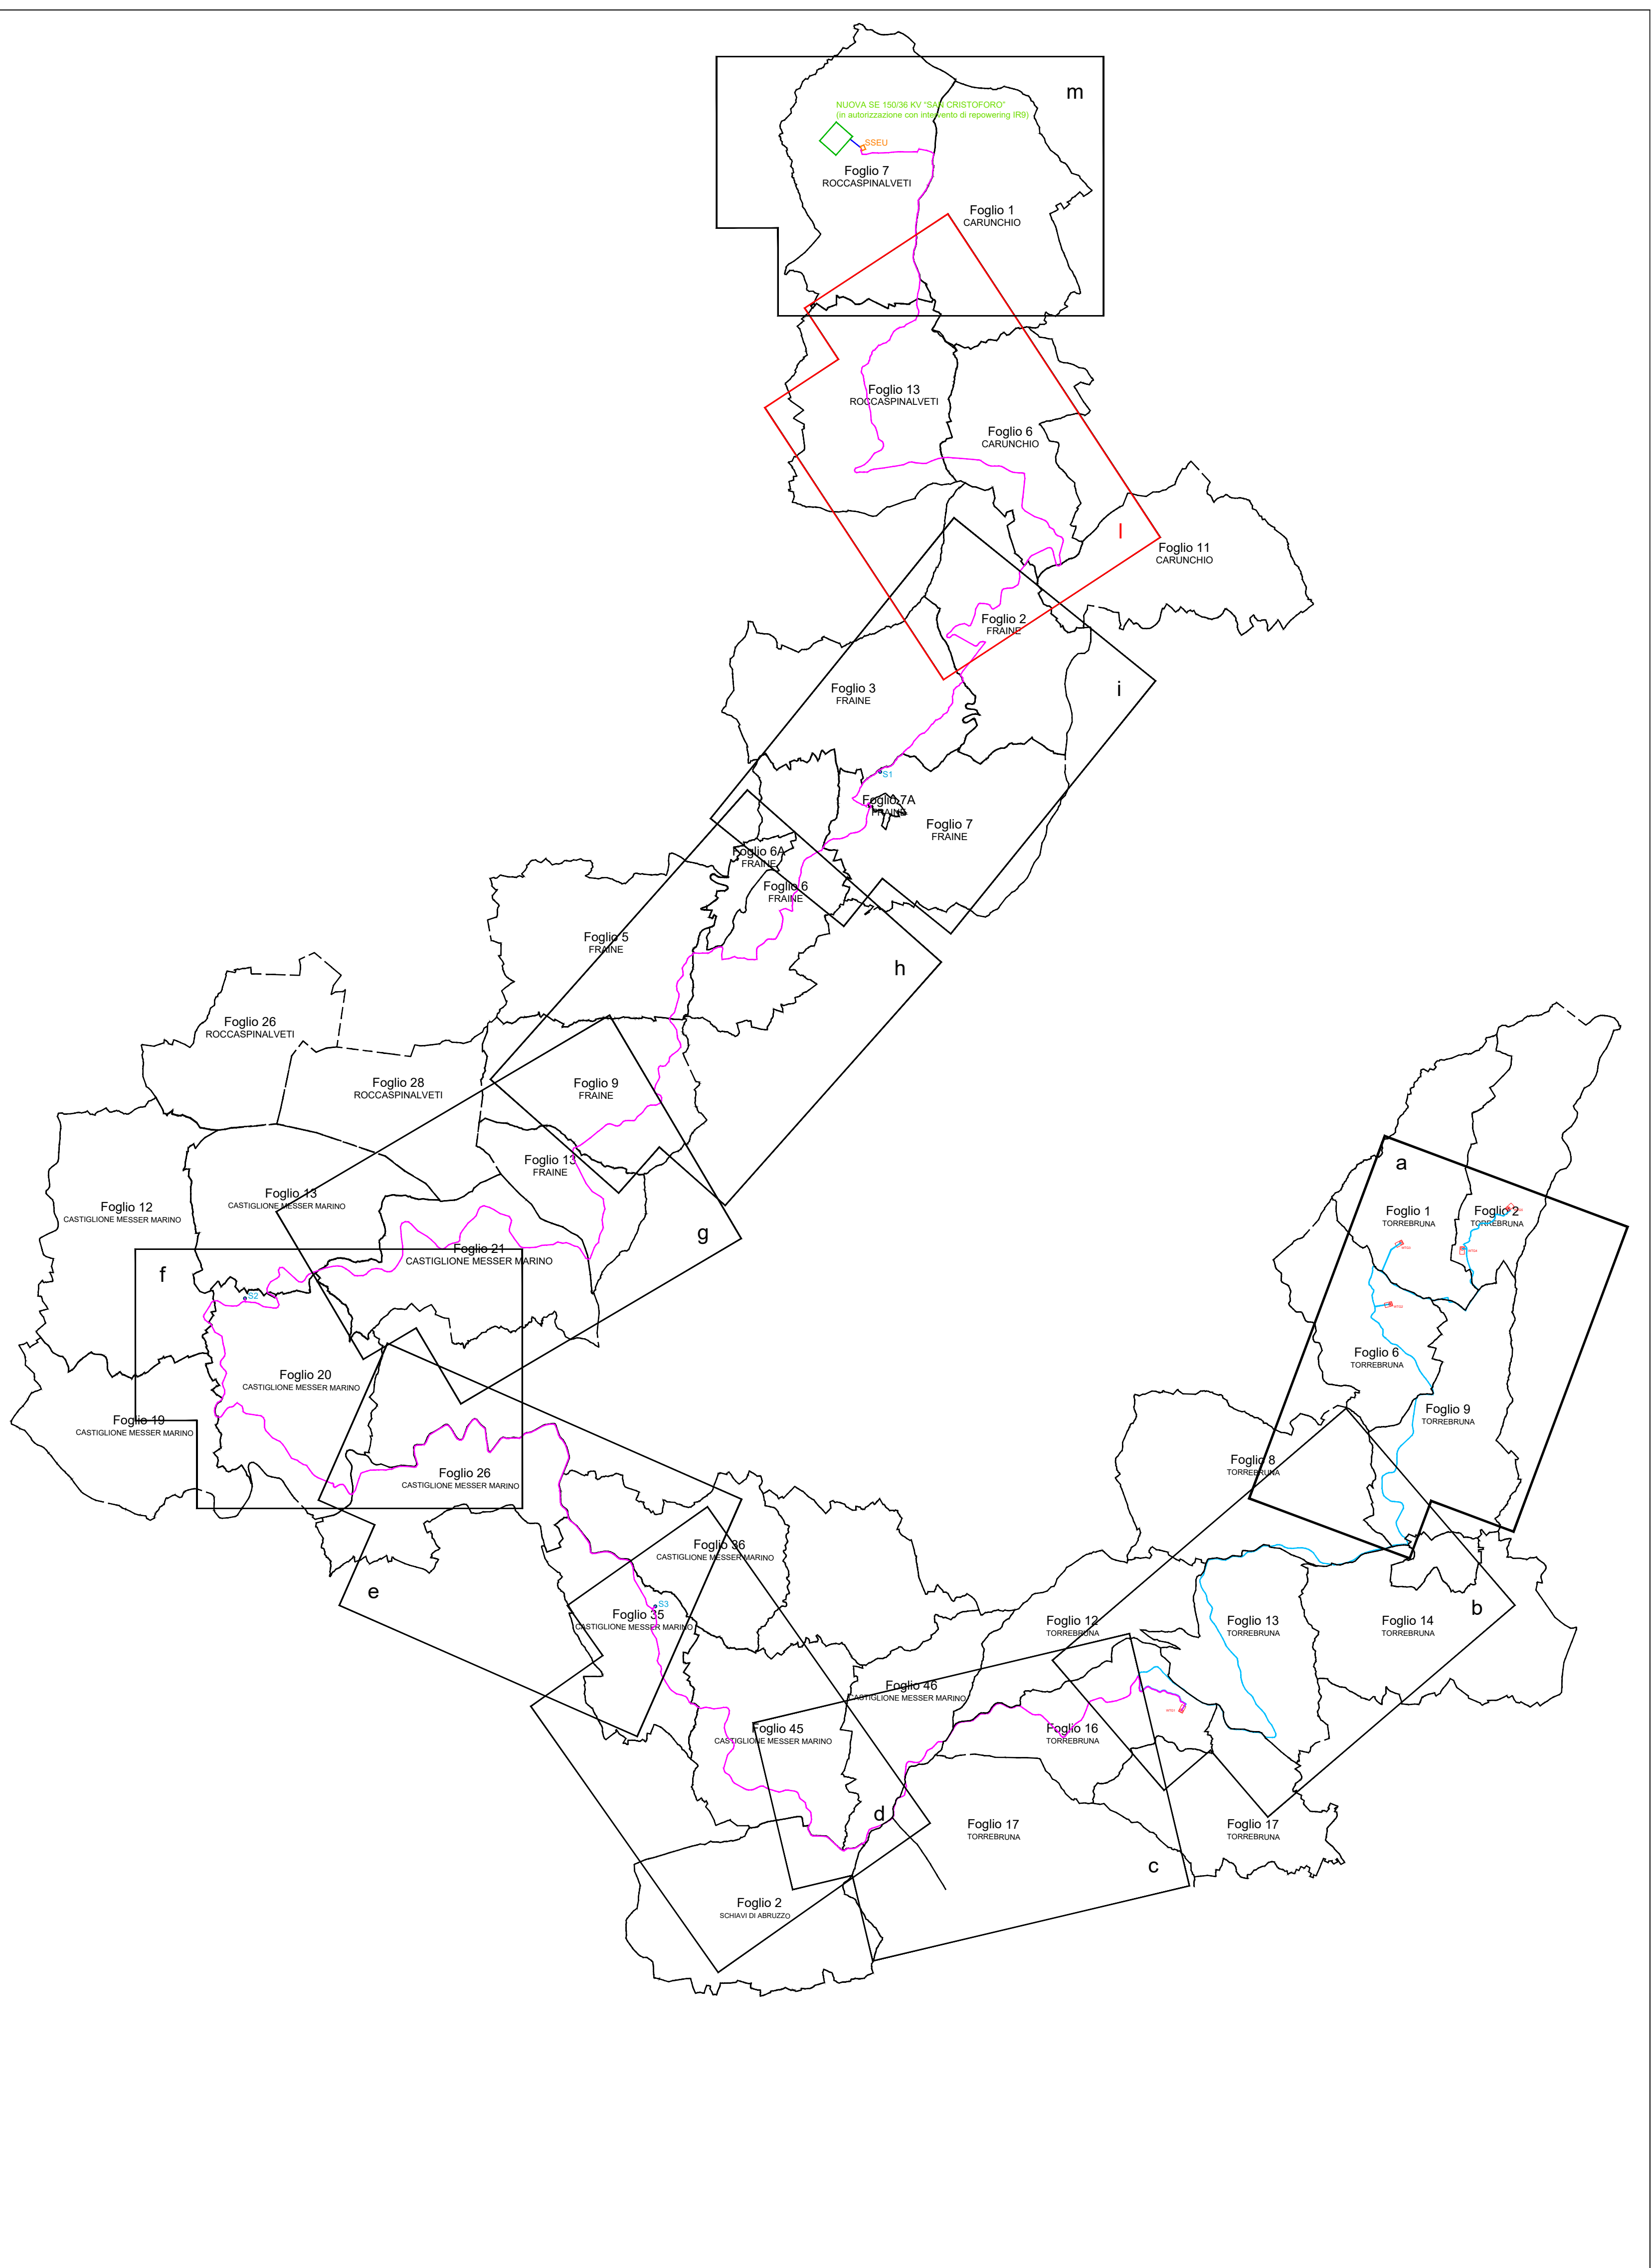 m
NUOVA SE 150/36 KV "SAN CRISTOFORO"
(in autorizzazione con intervento di repowering IR9)
SSEU
Foglio 7
ROCCASPINALVETI
Foglio 1
CARUNCHIO
Foglio 13
ROCCASPINALVETI
Foglio 6
CARUNCHIO
l
Foglio 11
CARUNCHIO
Foglio 2
FRAINE
Foglio 3
FRAINE
i
S1
Foglio 7A
FRAINE
Foglio 7
FRAINE
Foglio 6A
FRAINE
Foglio 6
FRAINE
Foglio 5
FRAINE
h
Foglio 26
ROCCASPINALVETI
Foglio 28
ROCCASPINALVETI
Foglio 9
FRAINE
Foglio 13
FRAINE
a
Foglio 12
CASTIGLIONE MESSER MARINO
Foglio 13
CASTIGLIONE MESSER MARINO
Foglio 1
TORREBRUNA
Foglio 2
TORREBRUNA
g
Foglio 21
CASTIGLIONE MESSER MARINO
f
S2
Foglio 6
TORREBRUNA
Foglio 20
CASTIGLIONE MESSER MARINO
Foglio 9
TORREBRUNA
Foglio 19
CASTIGLIONE MESSER MARINO
Foglio 8
TORREBRUNA
Foglio 26
CASTIGLIONE MESSER MARINO
Foglio 36
CASTIGLIONE MESSER MARINO
e
S3
Foglio 35
CASTIGLIONE MESSER MARINO
b
Foglio 12
TORREBRUNA
Foglio 13
TORREBRUNA
Foglio 14
TORREBRUNA
Foglio 46
CASTIGLIONE MESSER MARINO
Foglio 45
CASTIGLIONE MESSER MARINO
Foglio 16
TORREBRUNA
d
Foglio 17
TORREBRUNA
Foglio 17
TORREBRUNA
c
Foglio 2
SCHIAVI DI ABRUZZO